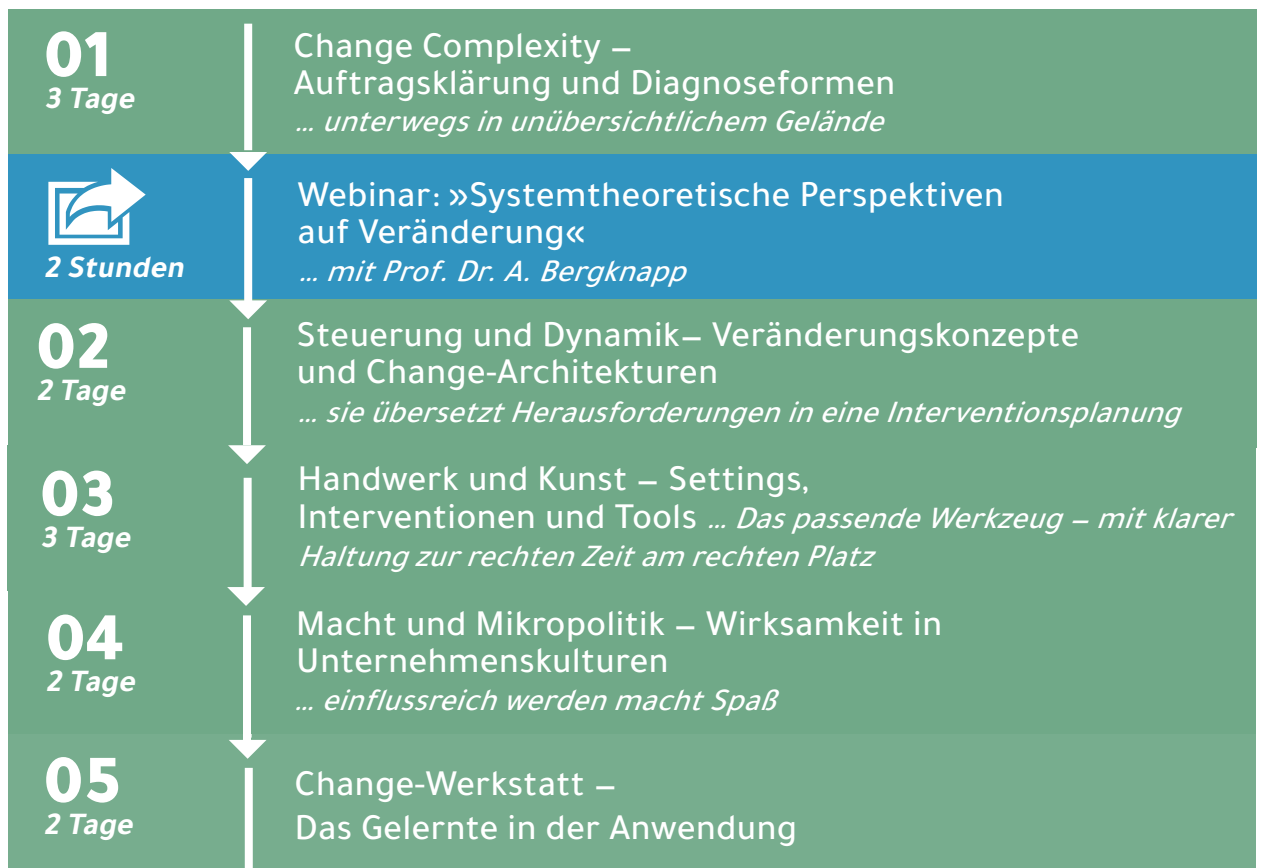 01
3 Tage
Change Complexity –
Auftragsklärung und Diagnoseformen
... unterwegs in unübersichtlichem Gelände
2 Stunden
Webinar: »Systemtheoretische Perspektiven
auf Veränderung«
... mit Prof. Dr. A. Bergknapp
02
2 Tage
Steuerung und Dynamik– Veränderungskonzepte
und Change-Architekturen
... sie übersetzt Herausforderungen in eine Interventionsplanung
03
3 Tage
Handwerk und Kunst – Settings,
Interventionen und Tools ... Das passende Werkzeug – mit klarer
Haltung zur rechten Zeit am rechten Platz
04
2 Tage
Macht und Mikropolitik – Wirksamkeit in
Unternehmenskulturen
... einflussreich werden macht Spaß
05
2 Tage
Change-Werkstatt –
Das Gelernte in der Anwendung